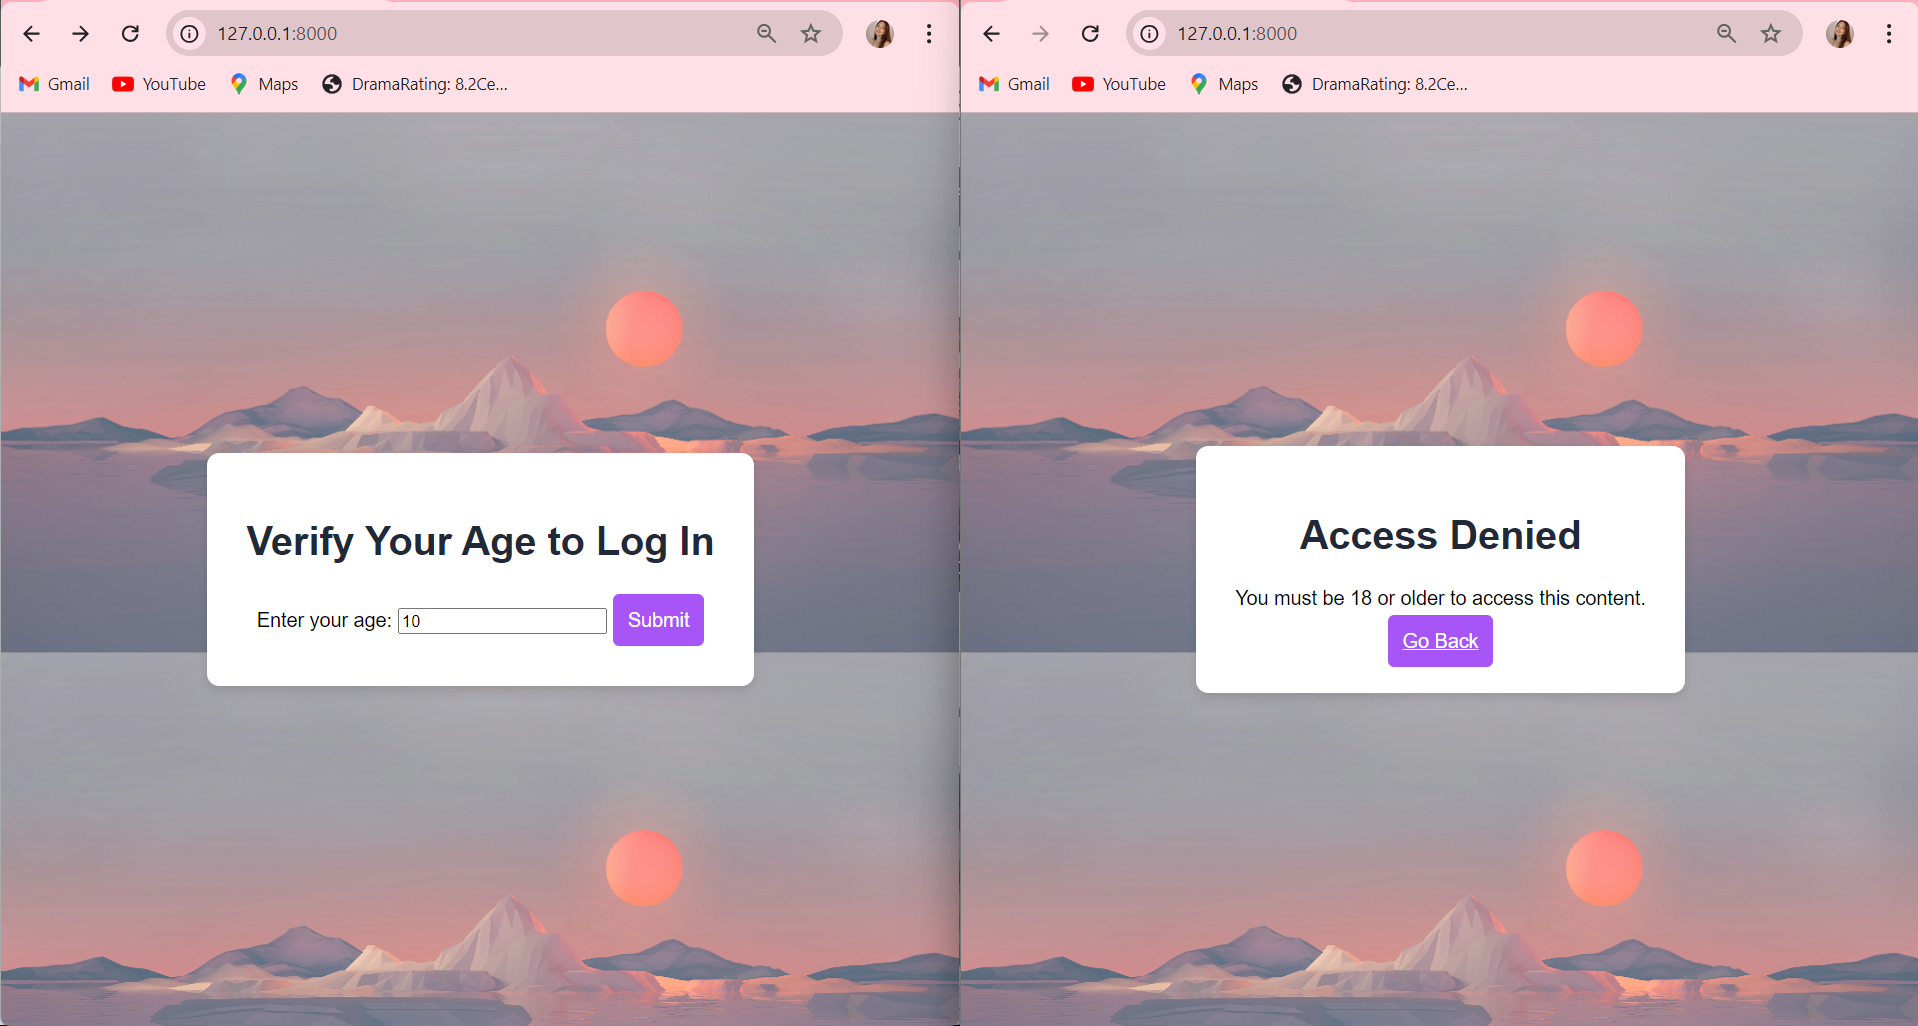 127.0.0.1:8000
Gmail YouTube Maps DramaRating: 8.2Ce...
Verify Your Age to Log In
Enter your age: 10 Submit
127.0.0.1:8000
Gmail YouTube Maps DramaRating: 8.2Ce...
Access Denied
You must be 18 or older to access this content.
Go Back